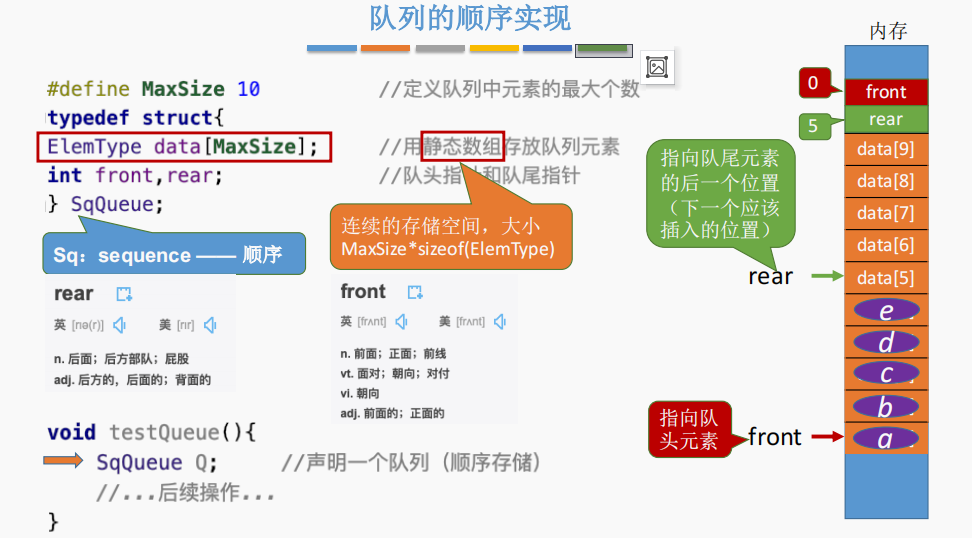 队列的顺序实现
#define MaxSize 10 //定义队列中元素的最大个数
typedef struct{
ElemType data[MaxSize]; //用静态数组存放队列元素
int front,rear; //队头指针和队尾指针
} SqQueue;
连续的存储空间，大小
MaxSize*sizeof(ElemType)
Sq：sequence —— 顺序
rear
英 [rɪə(r)] 美 [rɪr]
n. 后面；后方部队；屁股
adj. 后方的，后面的；背面的
front
英 [frʌnt] 美 [frʌnt]
n. 前面；正面；前线
vt. 面对；朝向；对付
vi. 朝向
adj. 前面的；正面的
void testQueue(){
SqQueue Q; //声明一个队列（顺序存储）
//...后续操作...
}
内存
0
front
5
rear
指向队尾元素
的后一个位置
（下一个应该
插入的位置）
data[9]
data[8]
data[7]
data[6]
rear
data[5]
e
d
c
b
指向队
头元素
front
a